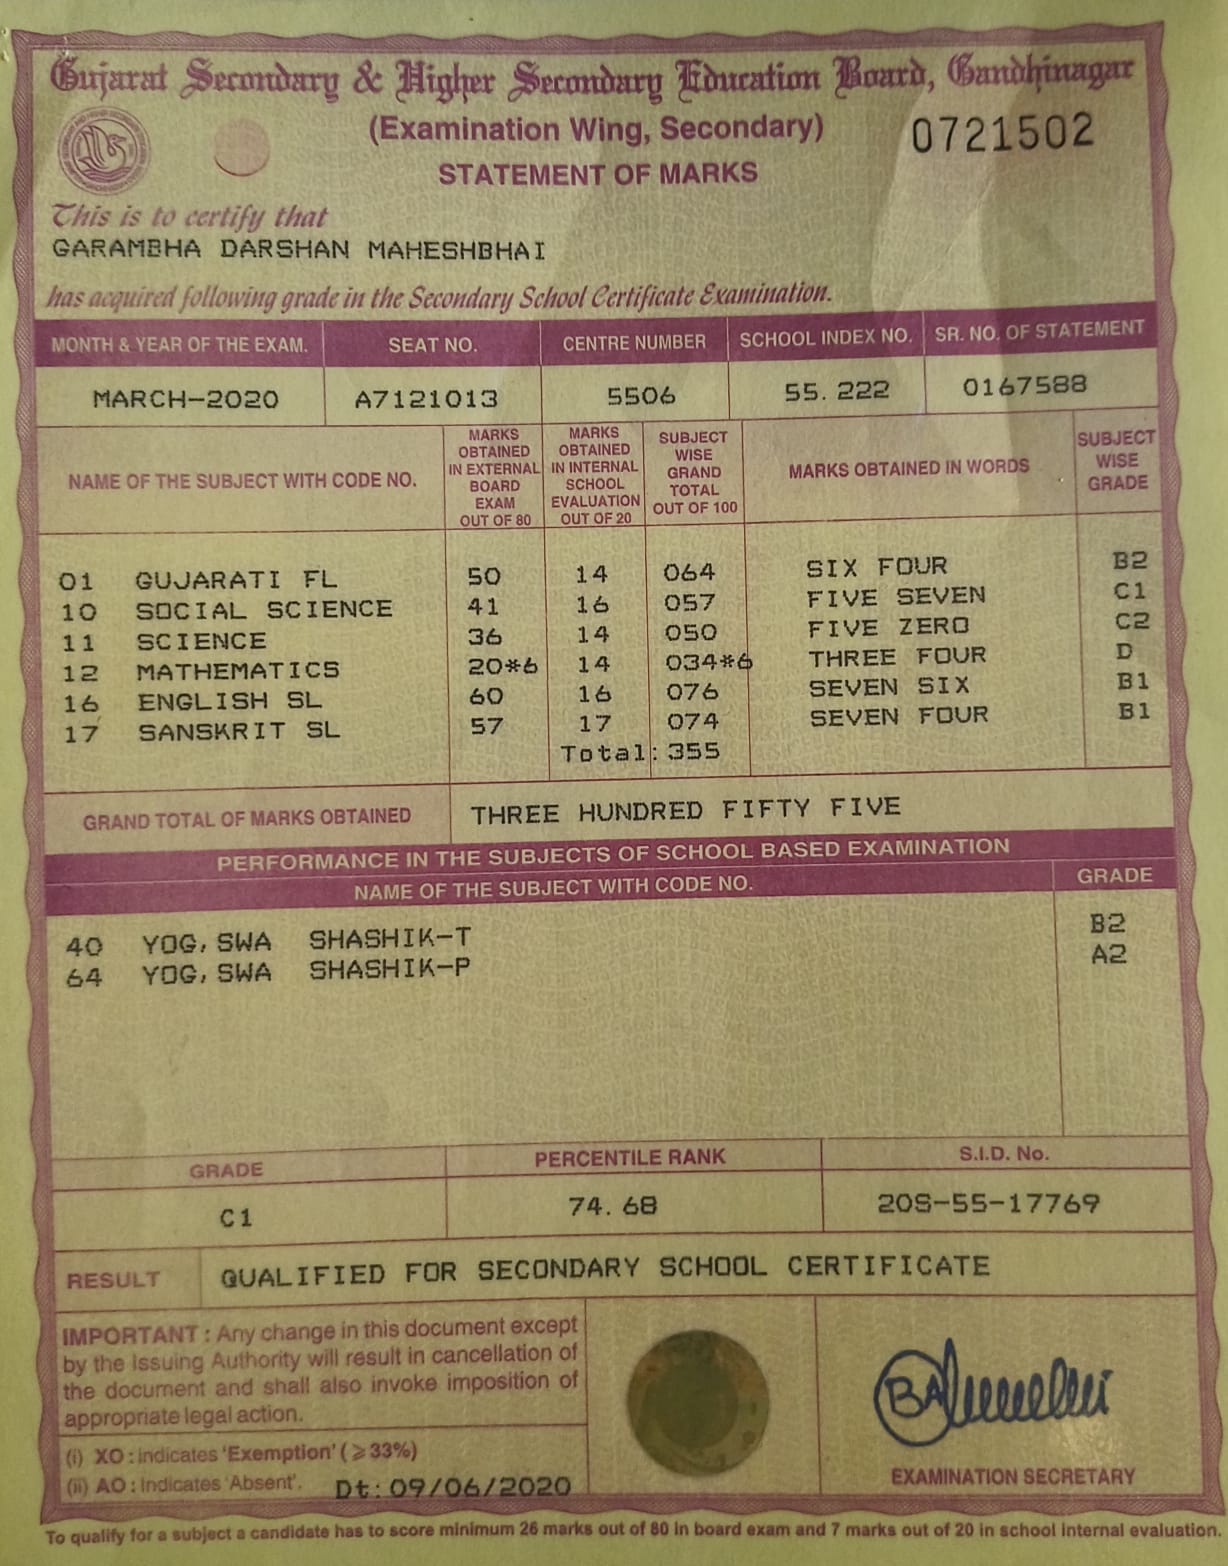 Gujarat Secondary & Higher Secondary Education Board, Gandhinagar
(Examination Wing, Secondary)
0721502
STATEMENT OF MARKS
This is to certify that
GARAMBHA DARSHAN MAHESHBHAI
has acquired following grade in the Secondary School Certificate Examination.
MONTH & YEAR OF THE EXAM. SEAT NO. CENTRE NUMBER SCHOOL INDEX NO. SR. NO. OF STATEMENT
MARCH-2020 A7121013 5506 55.222 0167588
NAME OF THE SUBJECT WITH CODE NO.
MARKS
OBTAINED
IN EXTERNAL
BOARD
EXAM
OUT OF 80
MARKS
OBTAINED
IN INTERNAL
SCHOOL
EVALUATION
OUT OF 20
SUBJECT
WISE
GRAND
TOTAL
OUT OF 100
MARKS OBTAINED IN WORDS
SUBJECT
WISE
GRADE
01 GUJARATI FL 50 14 064 SIX FOUR B2
10 SOCIAL SCIENCE 41 16 057 FIVE SEVEN C1
11 SCIENCE 36 14 050 FIVE ZERO C2
12 MATHEMATICS 20*6 14 034*6 THREE FOUR D
16 ENGLISH SL 60 16 076 SEVEN SIX B1
17 SANSKRIT SL 57 17 074 SEVEN FOUR B1
Total: 355
GRAND TOTAL OF MARKS OBTAINED THREE HUNDRED FIFTY FIVE
PERFORMANCE IN THE SUBJECTS OF SCHOOL BASED EXAMINATION
NAME OF THE SUBJECT WITH CODE NO. GRADE
40 YOG, SWA SHASHIK-T B2
64 YOG, SWA SHASHIK-P A2
GRADE PERCENTILE RANK S.I.D. No.
C1 74.68 20S-55-17769
RESULT QUALIFIED FOR SECONDARY SCHOOL CERTIFICATE
IMPORTANT : Any change in this document except
by the Issuing Authority will result in cancellation of
the document and shall also invoke imposition of
appropriate legal action.
(i) XO : indicates 'Exemption' (≥33%)
(ii) AO : Indicates 'Absent'. Dt: 09/06/2020
EXAMINATION SECRETARY
To qualify for a subject a candidate has to score minimum 26 marks out of 80 in board exam and 7 marks out of 20 in school internal evaluation.